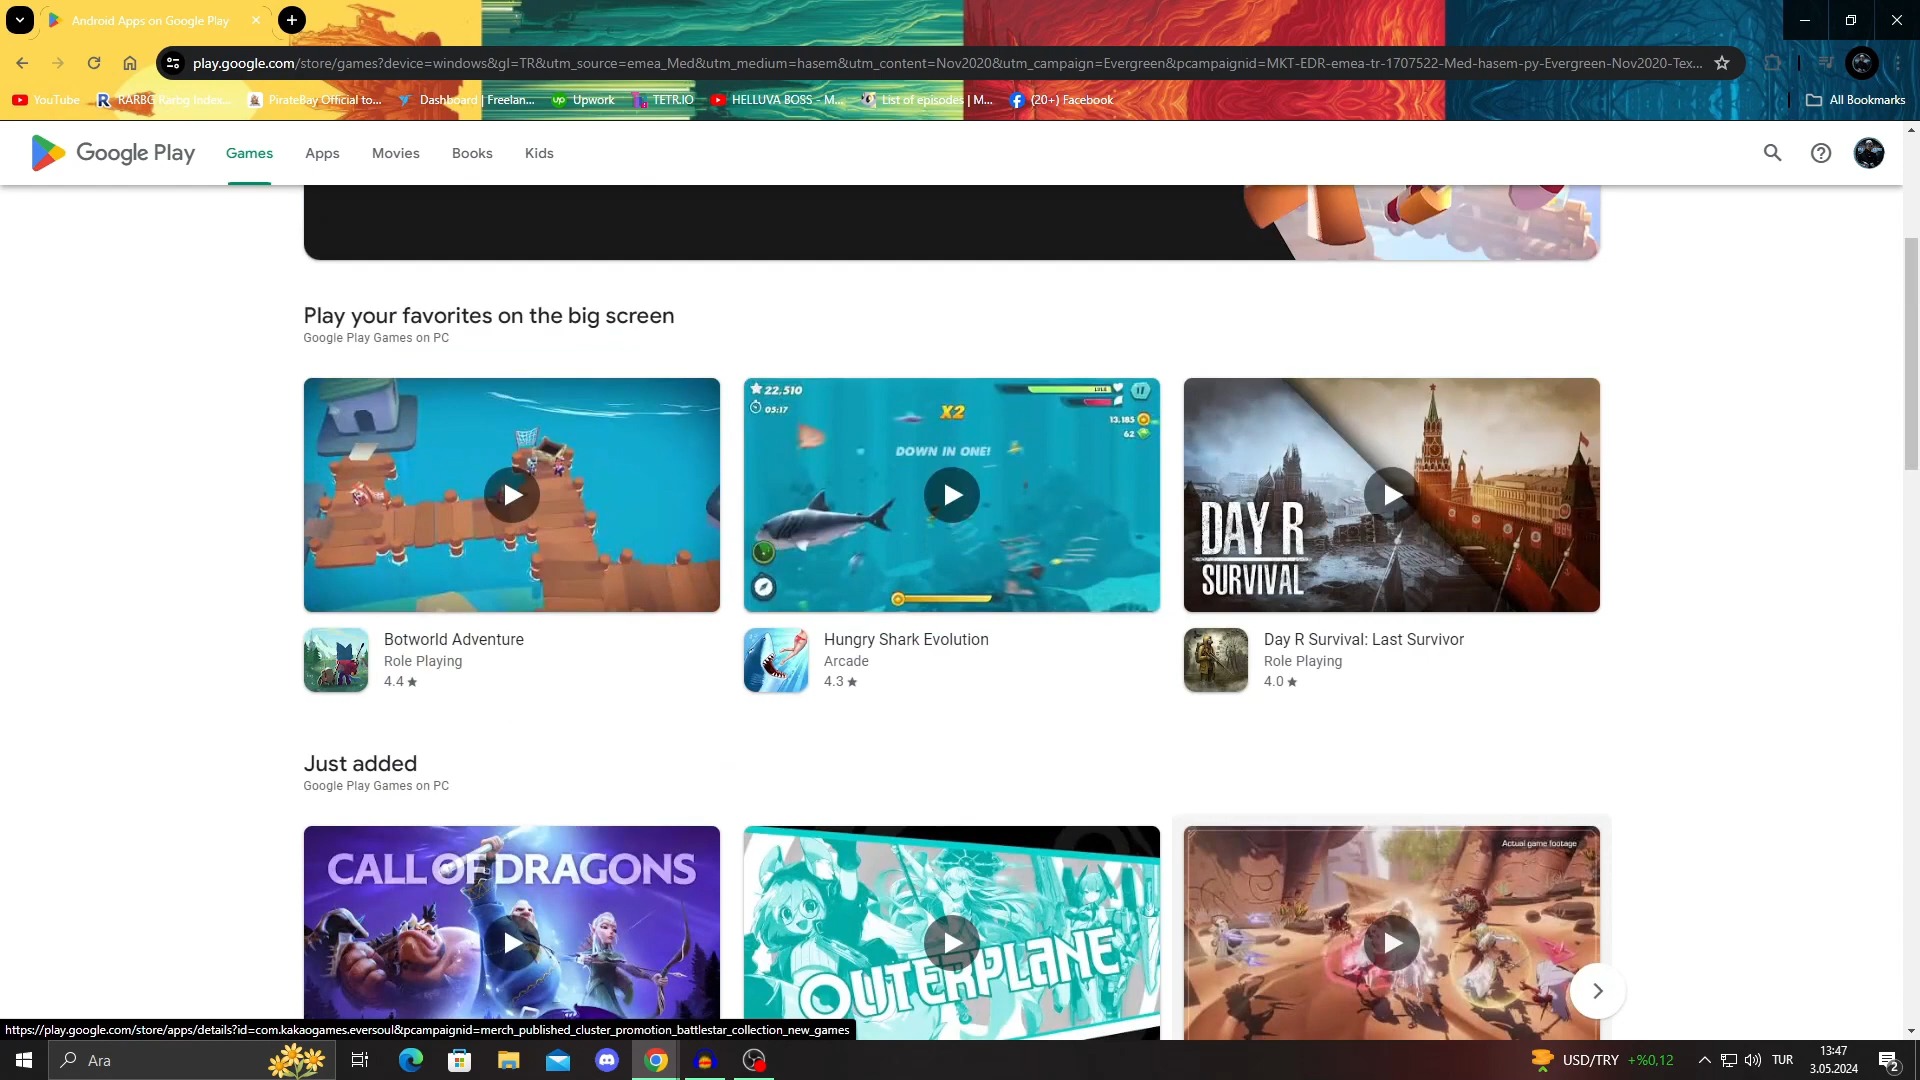 Android Apps on Google Play
play.google.com/store/games?device=windows&gl=TR&utm_source=emea_Med&utm_medium=hasem&utm_content=Nov2020&utm_campaign=Evergreen&pcampaignid=MKT-EDR-emea-tr-1707522-Med-hasem-py-Evergreen-Nov2020-Tex...
YouTube
RARBG Rarbg Index...
PirateBay Official to...
Dashboard | Freelan...
Upwork
TETR.IO
HELLUVA BOSS - M...
List of episodes | M...
(20+) Facebook
All Bookmarks
Google Play
Games
Apps
Movies
Books
Kids
Play your favorites on the big screen
Google Play Games on PC
22,510
05:17
X2
DOWN IN ONE!
13,185
62
DAY R
SURVIVAL
Botworld Adventure
Role Playing
4.4 ★
Hungry Shark Evolution
Arcade
4.3 ★
Day R Survival: Last Survivor
Role Playing
4.0 ★
Just added
Google Play Games on PC
CALL OF DRAGONS
OUTERPLANE
Actual game footage
https://play.google.com/store/apps/details?id=com.kakaogames.eversoul&pcampaignid=merch_published_cluster_promotion_battlestar_collection_new_games
Ara
USD/TRY +%0,12
TUR
13:47
3.05.2024
2